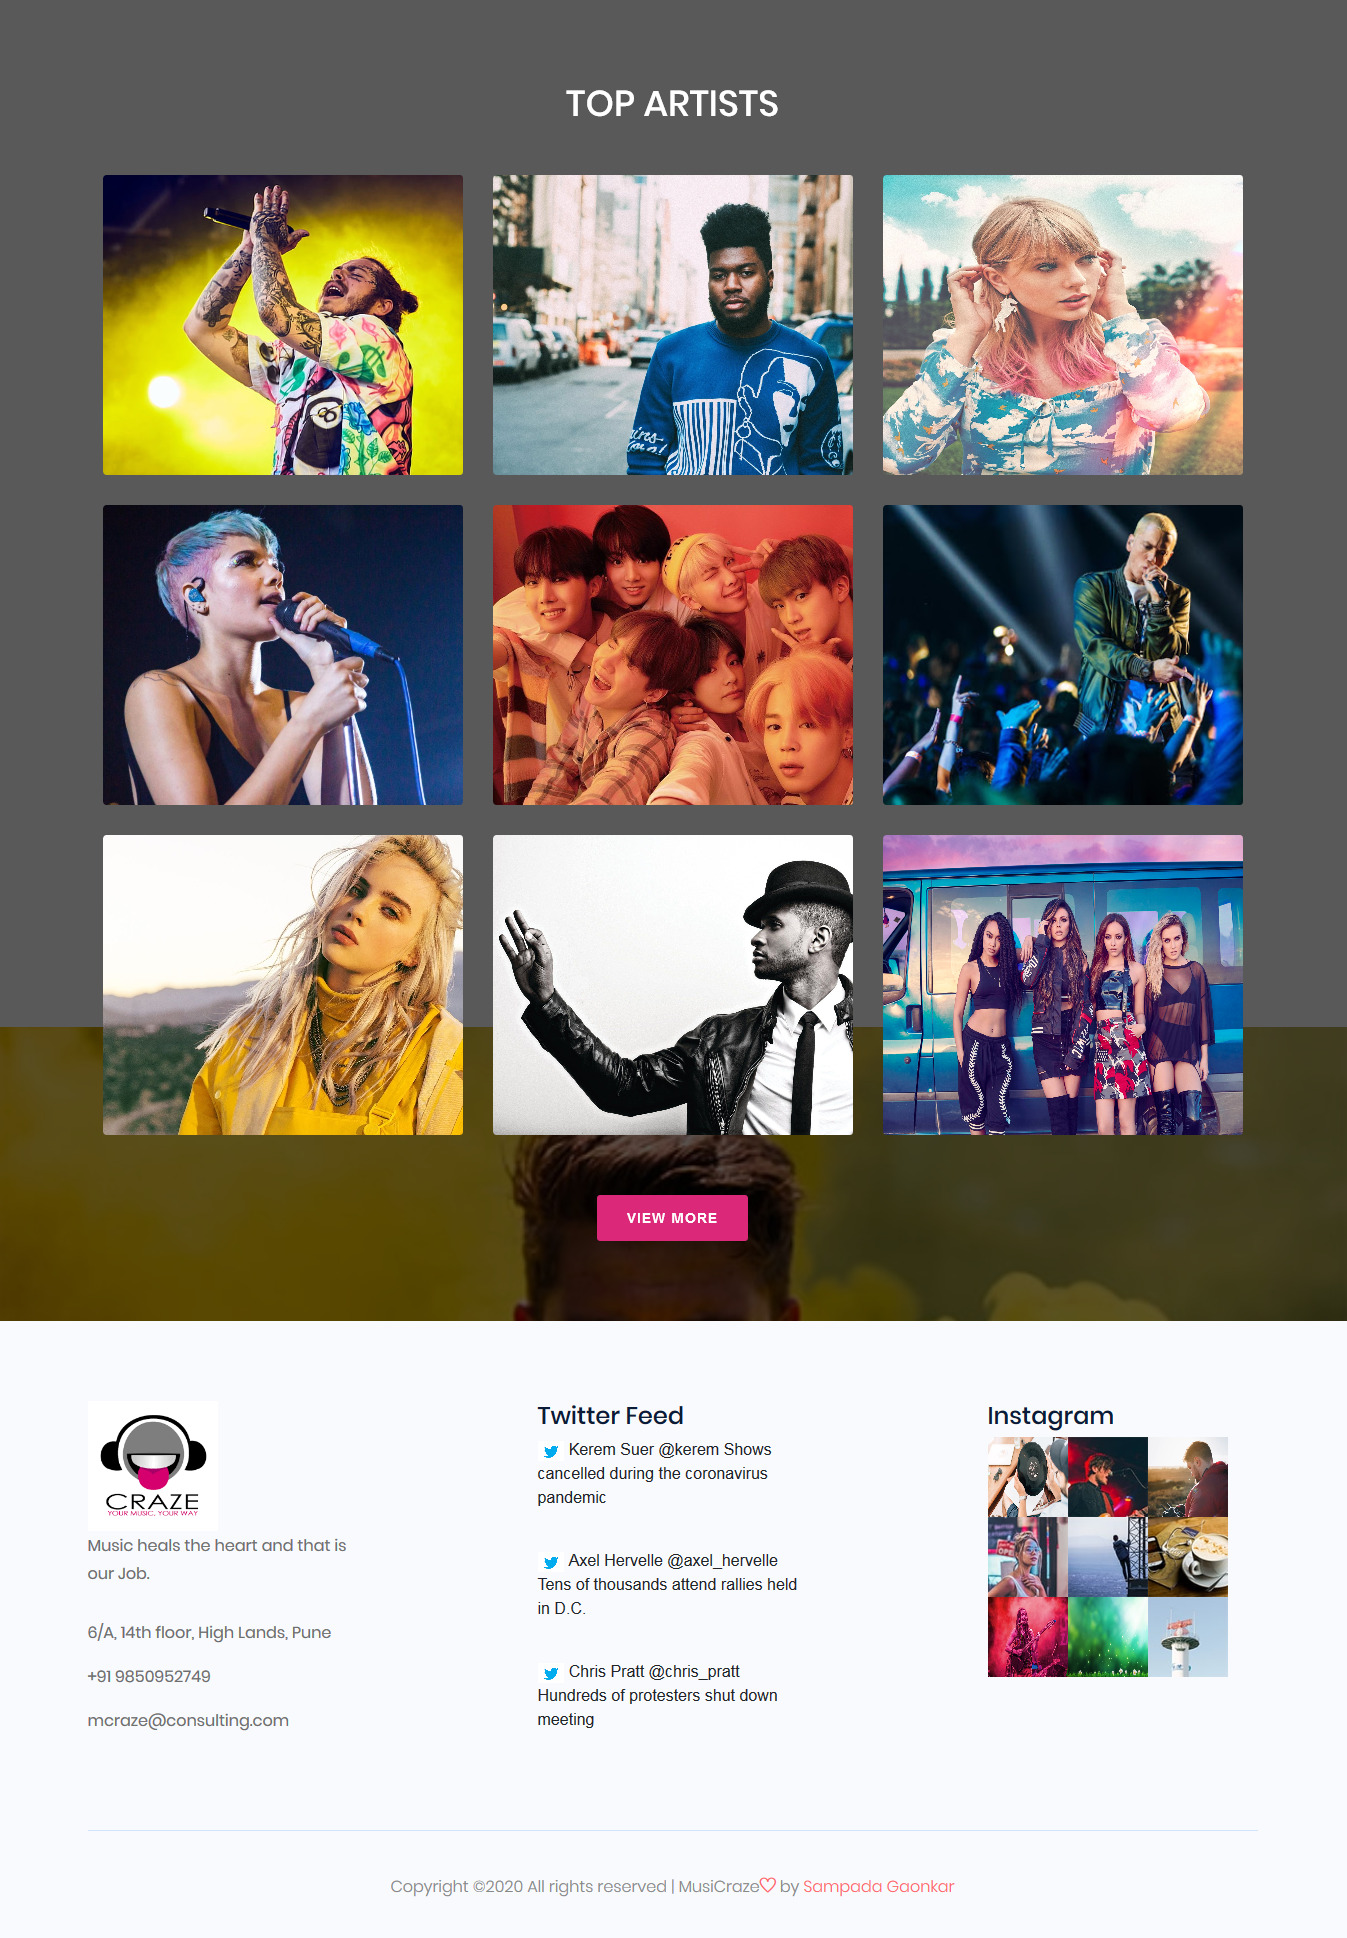 TOP ARTISTS
VIEW MORE
CRAZE
YOUR MUSIC, YOUR WAY
Music heals the heart and that is
our Job.
6/A, 14th floor, High Lands, Pune
+91 9850952749
mcraze@consulting.com
Twitter Feed
Kerem Suer @kerem Shows
cancelled during the coronavirus
pandemic
Axel Hervelle @axel_hervelle
Tens of thousands attend rallies held
in D.C.
Chris Pratt @chris_pratt
Hundreds of protesters shut down
meeting
Instagram
OPEN
Copyright ©2020 All rights reserved | MusiCraze♡ by Sampada Gaonkar